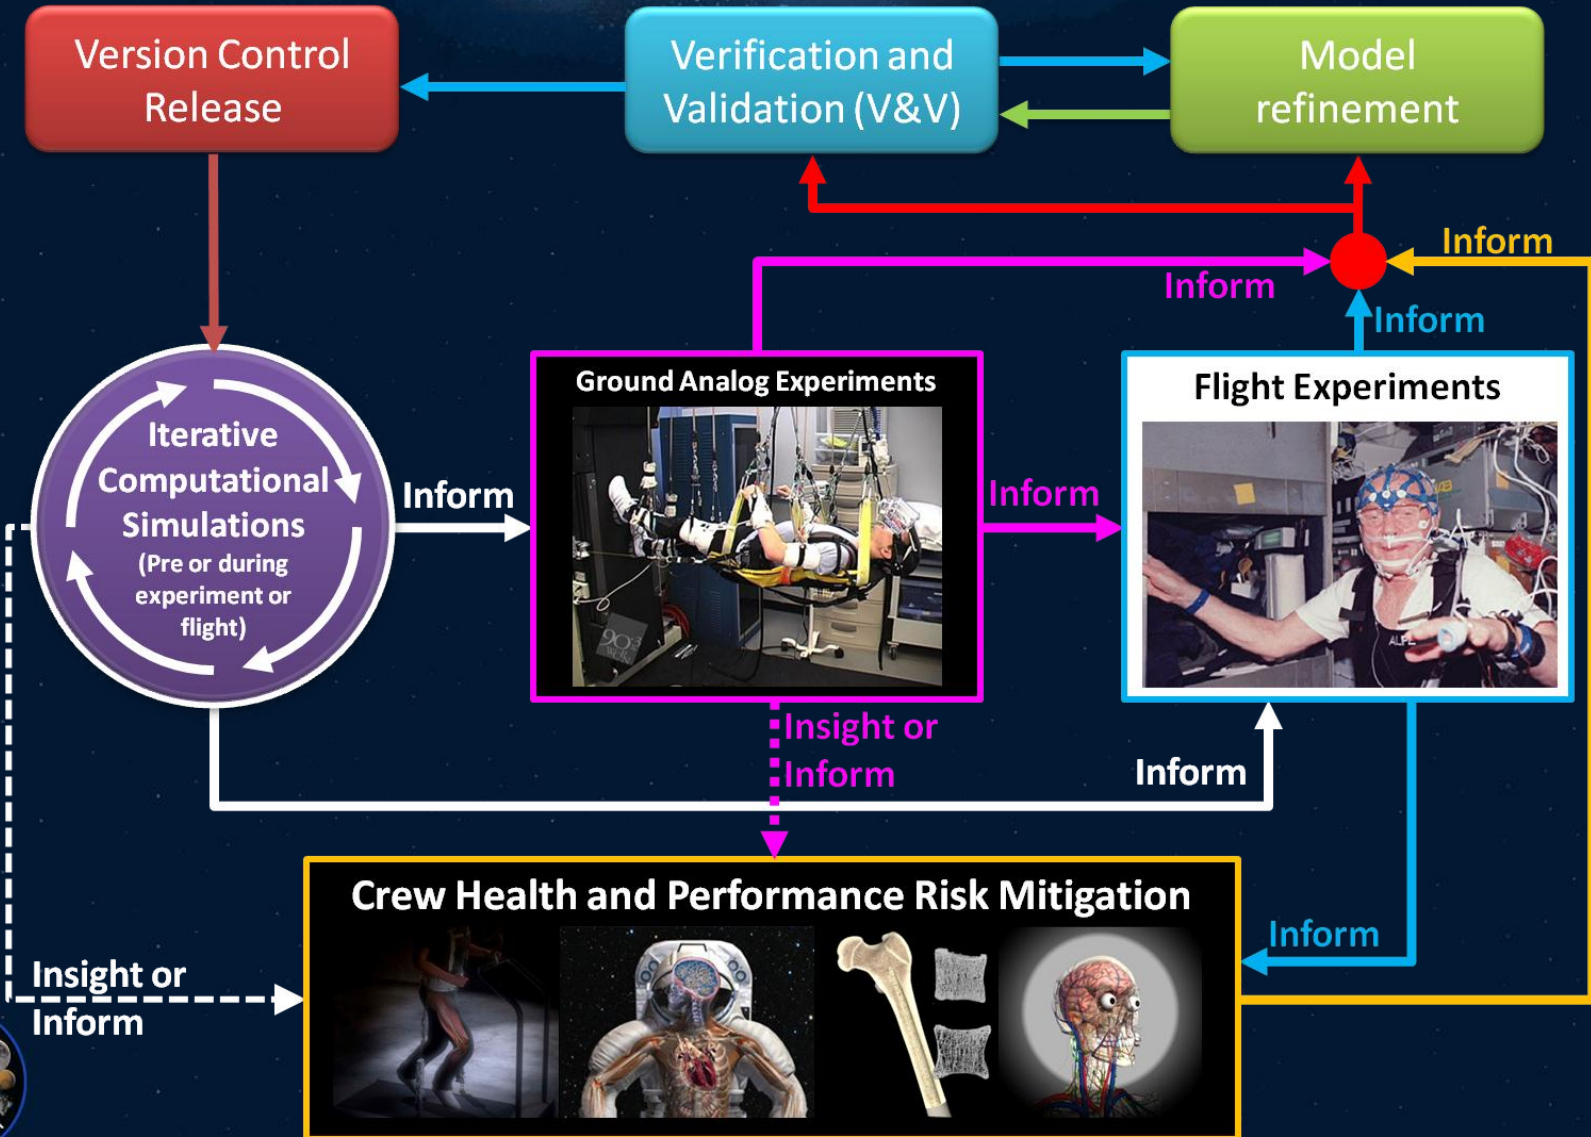 Version Control
Release
Verification and
Validation (V&V)
Model
refinement
Inform
Inform
Inform
Iterative
Computational
Simulations
(Pre or during
experiment or
flight)
Inform
Ground Analog Experiments
Inform
Flight Experiments
Insight or
Inform
Inform
Crew Health and Performance Risk Mitigation
Inform
Insight or
Inform